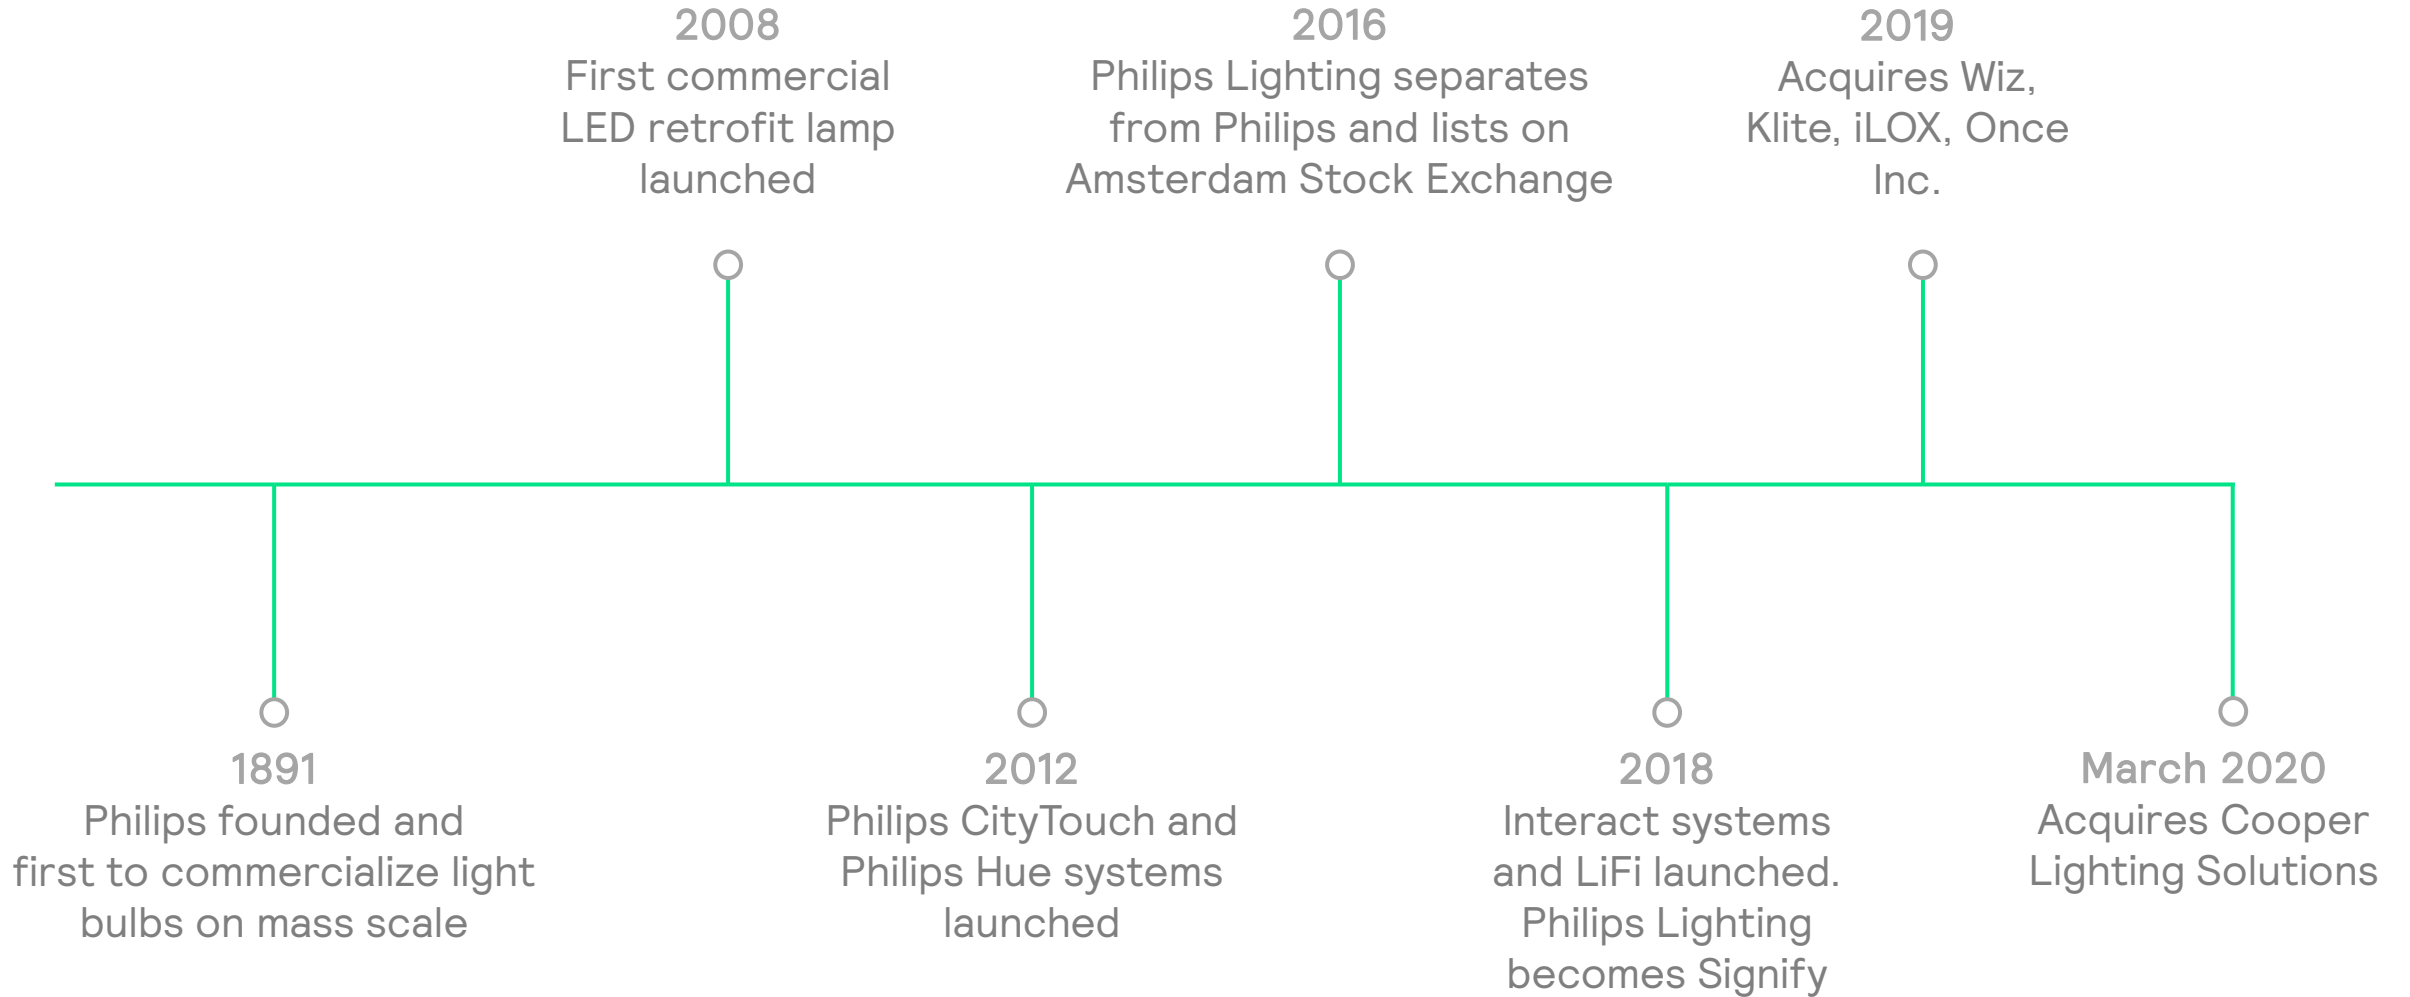 2008
First commercial
LED retrofit lamp
launched
2016
Philips Lighting separates
from Philips and lists on
Amsterdam Stock Exchange
2019
Acquires Wiz,
Klite, iLOX, Once
Inc.
1891
Philips founded and
first to commercialize light
bulbs on mass scale
2012
Philips CityTouch and
Philips Hue systems
launched
2018
Interact systems
and LiFi launched.
Philips Lighting
becomes Signify
March 2020
Acquires Cooper
Lighting Solutions